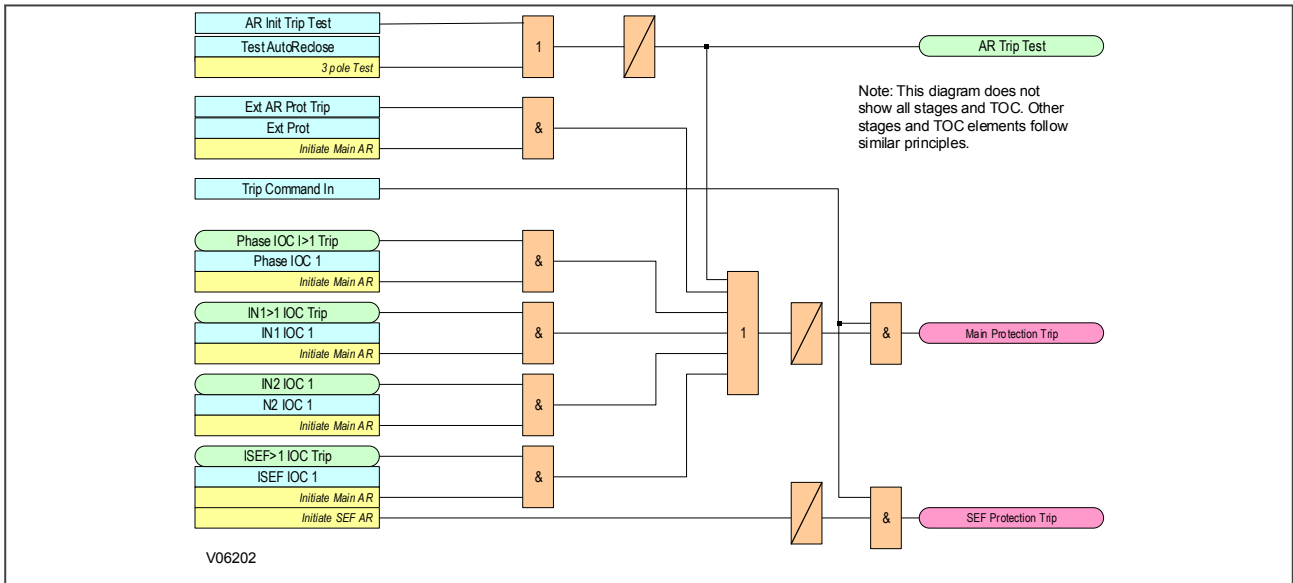 AR Init Trip Test
Test AutoReclose
3 pole Test
1
AR Trip Test
Note: This diagram does not
show all stages and TOC. Other
stages and TOC elements follow
similar principles.
Ext AR Prot Trip
Ext Prot
Initiate Main AR
&
Trip Command In
Phase IOC I>1 Trip
Phase IOC 1
Initiate Main AR
&
IN1>1 IOC Trip
IN1 IOC 1
Initiate Main AR
&
1
&
Main Protection Trip
IN2 IOC 1
N2 IOC 1
Initiate Main AR
&
ISEF>1 IOC Trip
ISEF IOC 1
Initiate Main AR
Initiate SEF AR
&
&
SEF Protection Trip
V06202